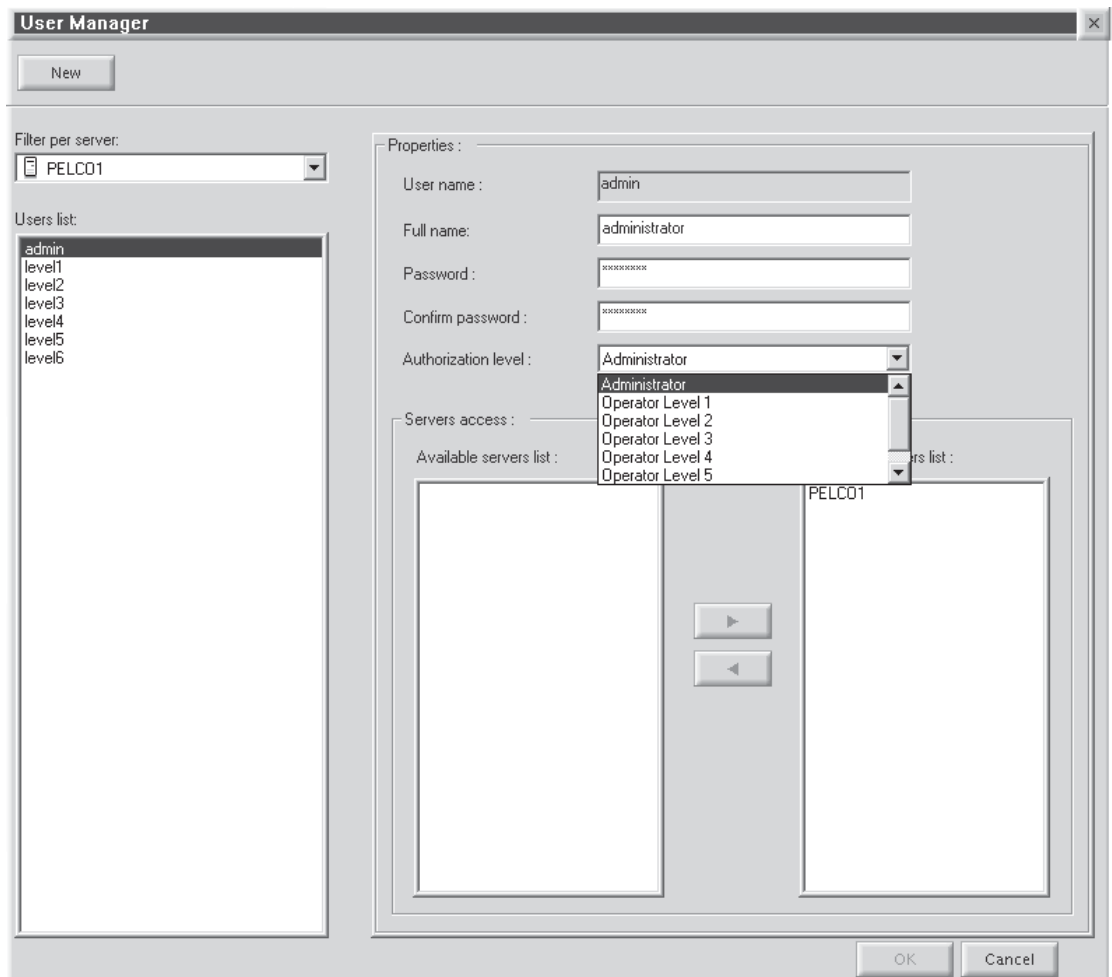 User Manager
New
Filter per server:
PELCO1
Users list:
admin
level1
level2
level3
level4
level5
level6
Properties :
User name :
admin
Full name:
administrator
Password :
xxxxxxxx
Confirm password :
xxxxxxxx
Authorization level :
Administrator
Administrator
Operator Level 1
Operator Level 2
Operator Level 3
Operator Level 4
Operator Level 5
Servers access :
Available servers list :
list :
PELCO1
OK
Cancel